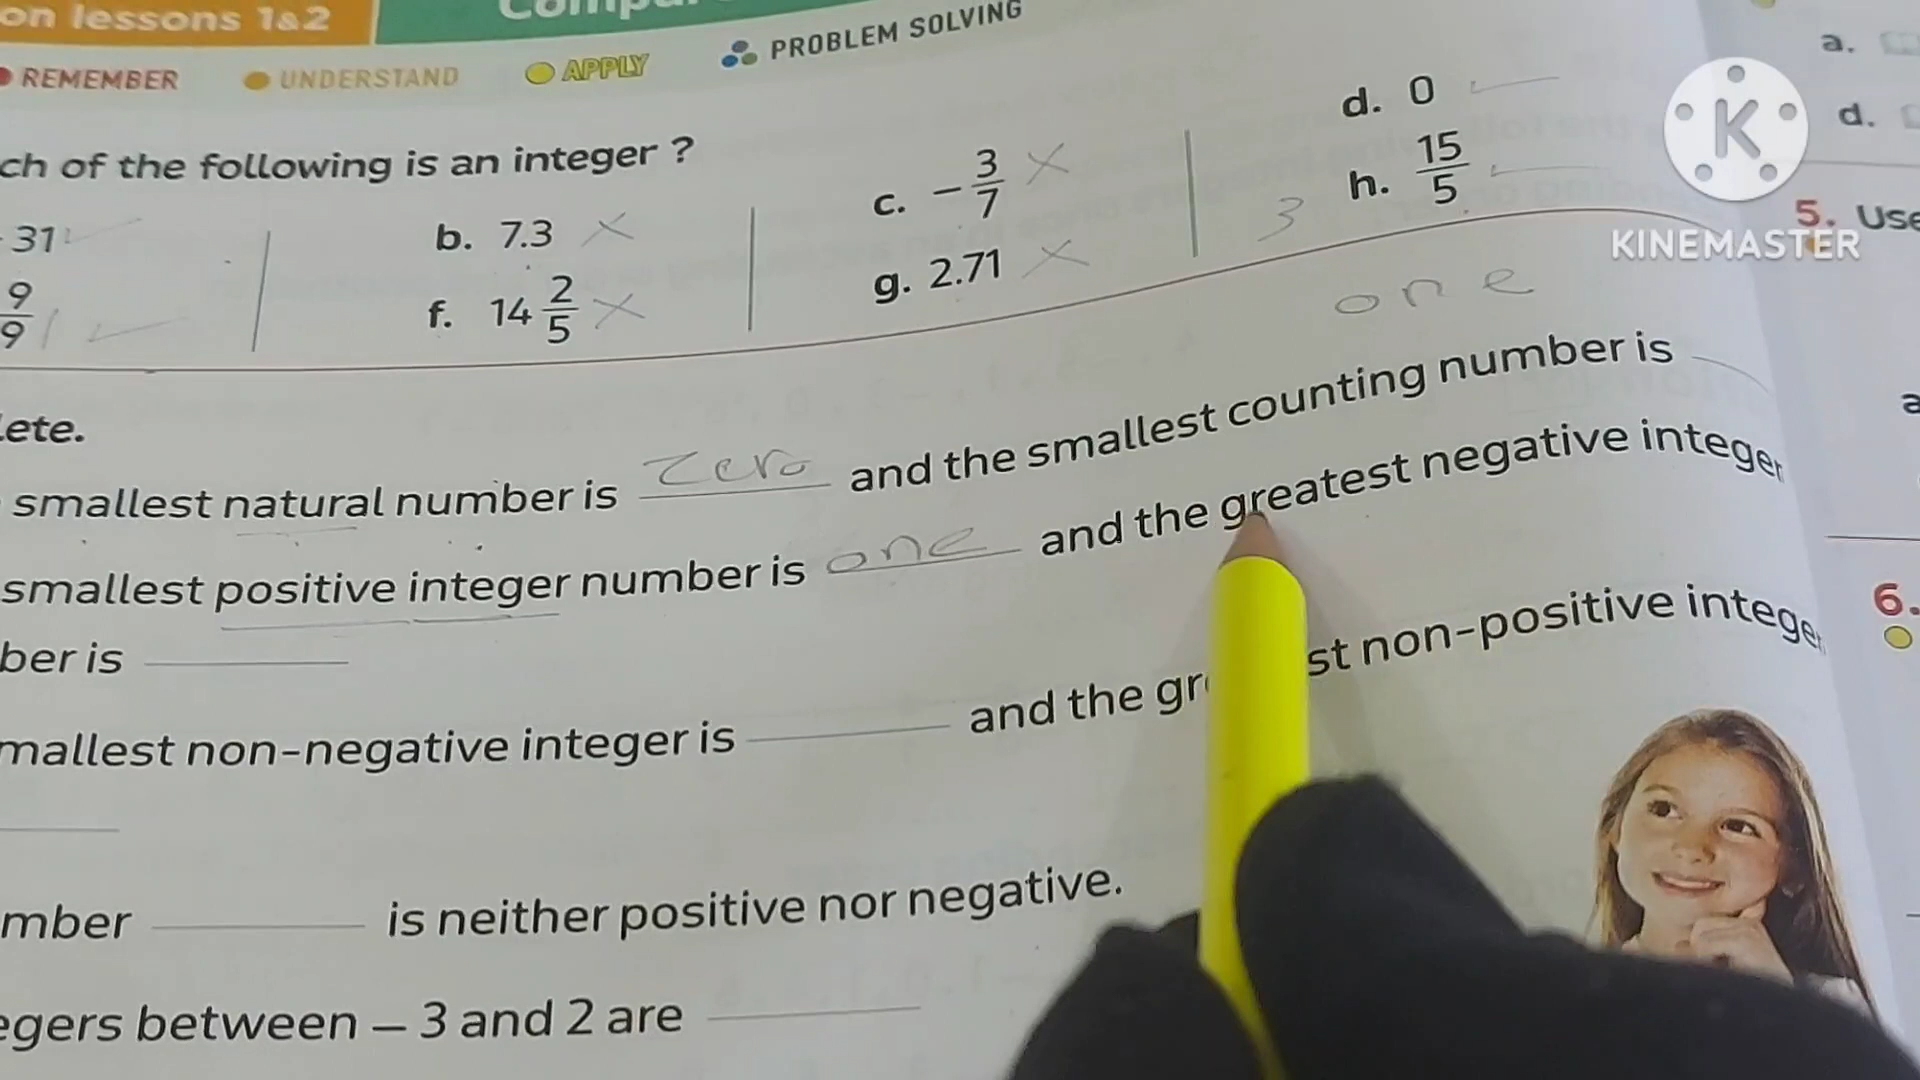 on lessons 1&2
REMEMBER UNDERSTAND APPLY PROBLEM SOLVING
ch of the following is an integer ?
31 b. 7.3 c. -3/7 d. 0
9/9 f. 14 2/5 g. 2.71 h. 15/5 3
one
lete.
smallest natural number is zero and the smallest counting number is
smallest positive integer number is one and the greatest negative integer
ber is
mallest non-negative integer is and the gr st non-positive integer
mber is neither positive nor negative.
egers between – 3 and 2 are
a.
d.
5. Use
a
6.
KINEMASTER